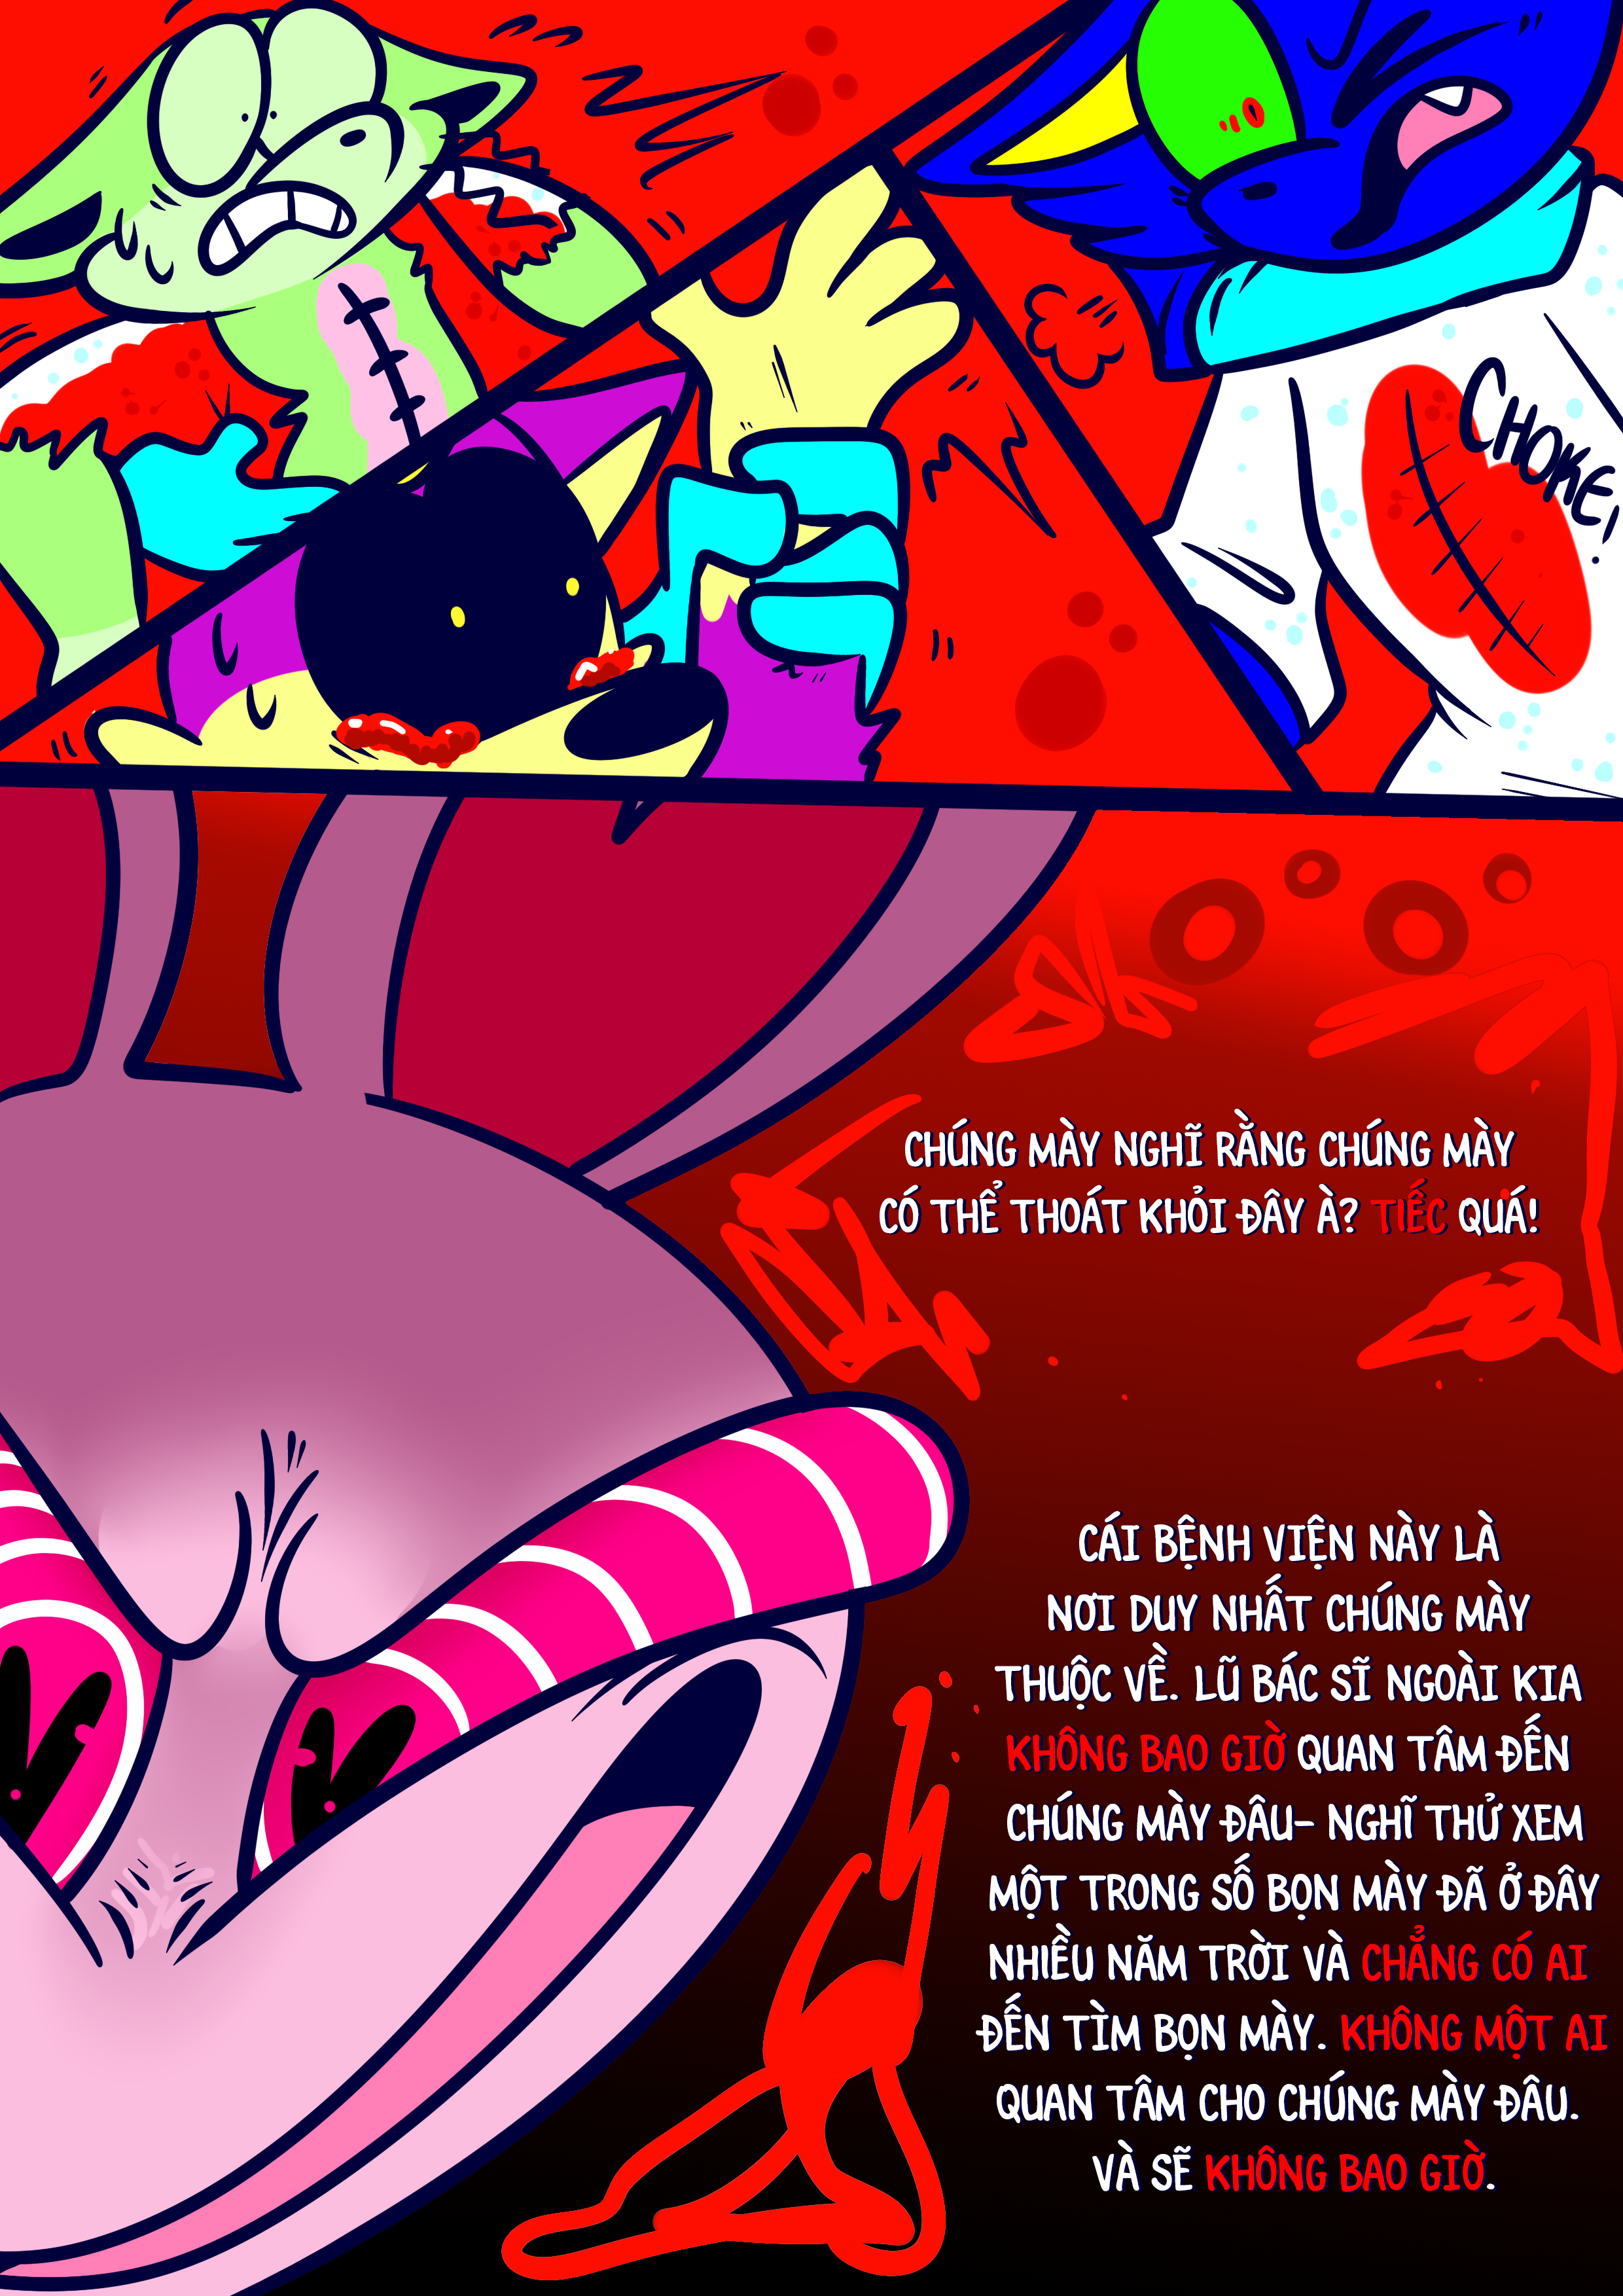 CHOKE!
CHÚNG MÀY NGHĨ RẰNG CHÚNG MÀY
CÓ THỂ THOÁT KHỎI ĐÂY À? TIẾC QUÁ!
CÁI BỆNH VIỆN NÀY LÀ
NƠI DUY NHẤT CHÚNG MÀY
THUỘC VỀ. LŨ BÁC SĨ NGOÀI KIA
KHÔNG BAO GIỜ QUAN TÂM ĐẾN
CHÚNG MÀY ĐÂU– NGHĨ THỬ XEM
MỘT TRONG SỐ BỌN MÀY ĐÃ Ở ĐÂY
NHIỀU NĂM TRỜI VÀ CHẲNG CÓ AI
ĐẾN TÌM BỌN MÀY. KHÔNG MỘT AI
QUAN TÂM CHO CHÚNG MÀY ĐÂU.
VÀ SẼ KHÔNG BAO GIỜ.